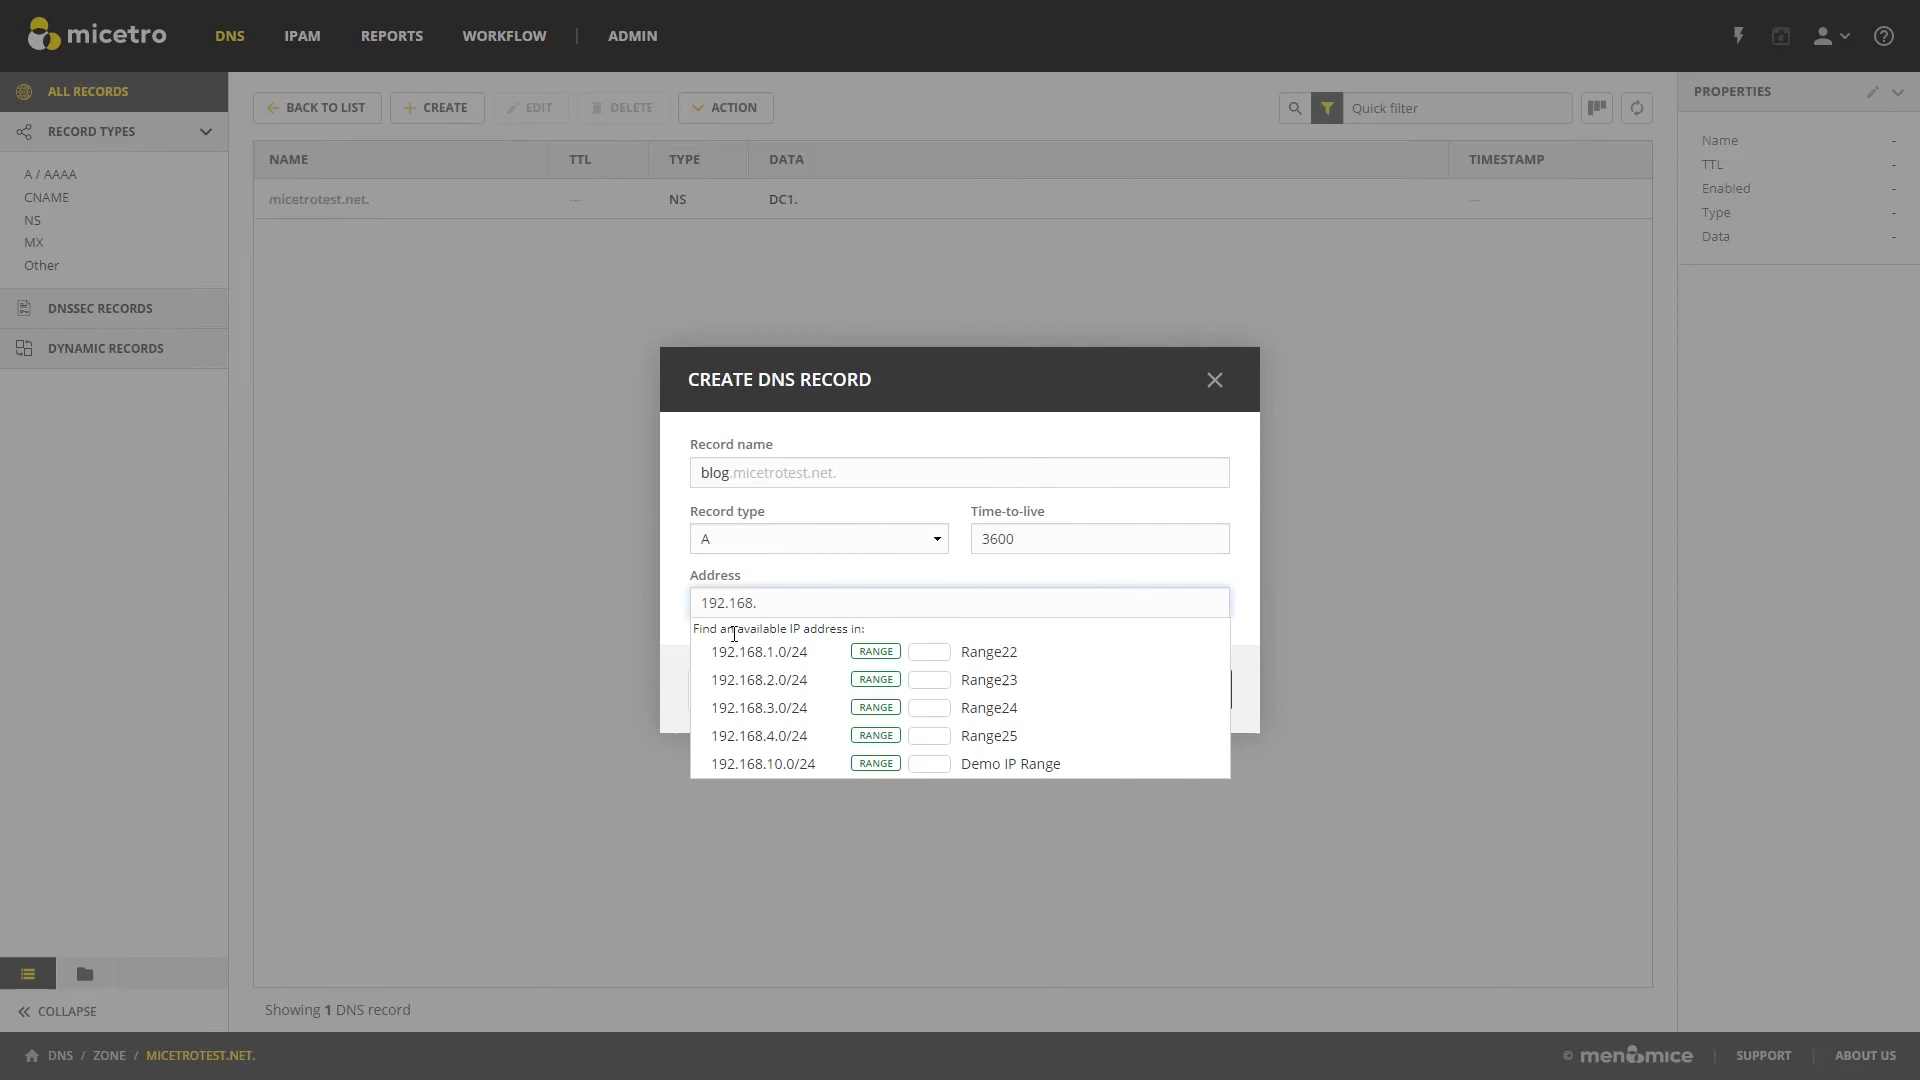 micetro
DNS
IPAM
REPORTS
WORKFLOW
ADMIN
ALL RECORDS
RECORD TYPES
A / AAAA
CNAME
NS
MX
Other
DNSSEC RECORDS
DYNAMIC RECORDS
COLLAPSE
BACK TO LIST
CREATE
EDIT
DELETE
ACTION
Quick filter
NAME TTL TYPE DATA TIMESTAMP
micetrotest.net. --- NS DC1. ---
PROPERTIES
Name -
TTL -
Enabled -
Type -
Data -
CREATE DNS RECORD
Record name
blog.micetrotest.net.
Record type
A
Time-to-live
3600
Address
192.168.
Find an available IP address in:
192.168.1.0/24 RANGE Range22
192.168.2.0/24 RANGE Range23
192.168.3.0/24 RANGE Range24
192.168.4.0/24 RANGE Range25
192.168.10.0/24 RANGE Demo IP Range
Showing 1 DNS record
DNS / ZONE / MICETROTEST.NET.
© men&mice
SUPPORT
ABOUT US